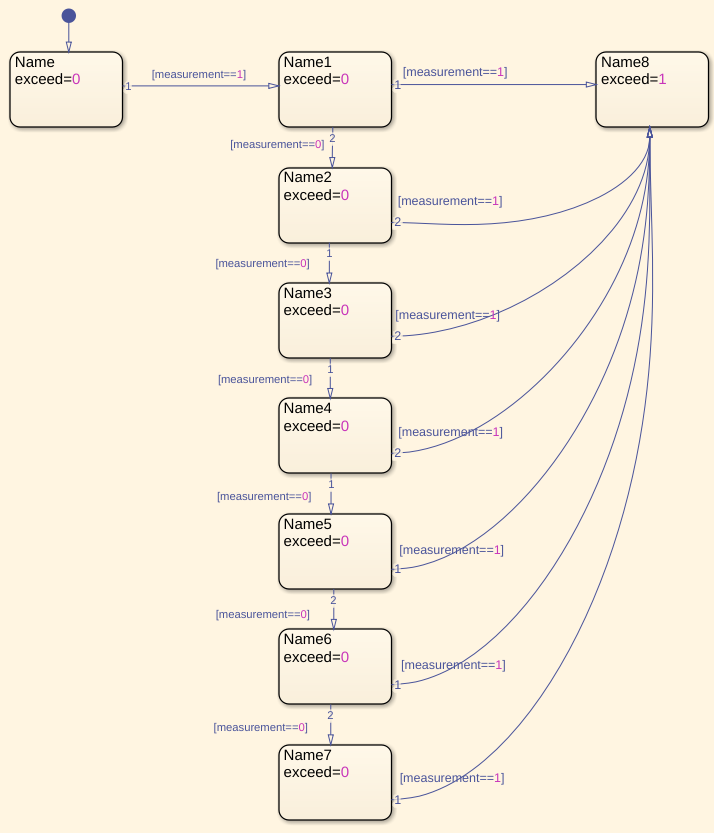 Name
exceed=0
1
[measurement==1]
Name1
exceed=0
1
[measurement==1]
Name8
exceed=1
[measurement==0]
2
Name2
exceed=0
[measurement==1]
2
1
[measurement==0]
Name3
exceed=0
[measurement==1]
2
1
[measurement==0]
Name4
exceed=0
[measurement==1]
2
1
[measurement==0]
Name5
exceed=0
[measurement==1]
1
2
[measurement==0]
Name6
exceed=0
[measurement==1]
1
2
[measurement==0]
Name7
exceed=0
[measurement==1]
1